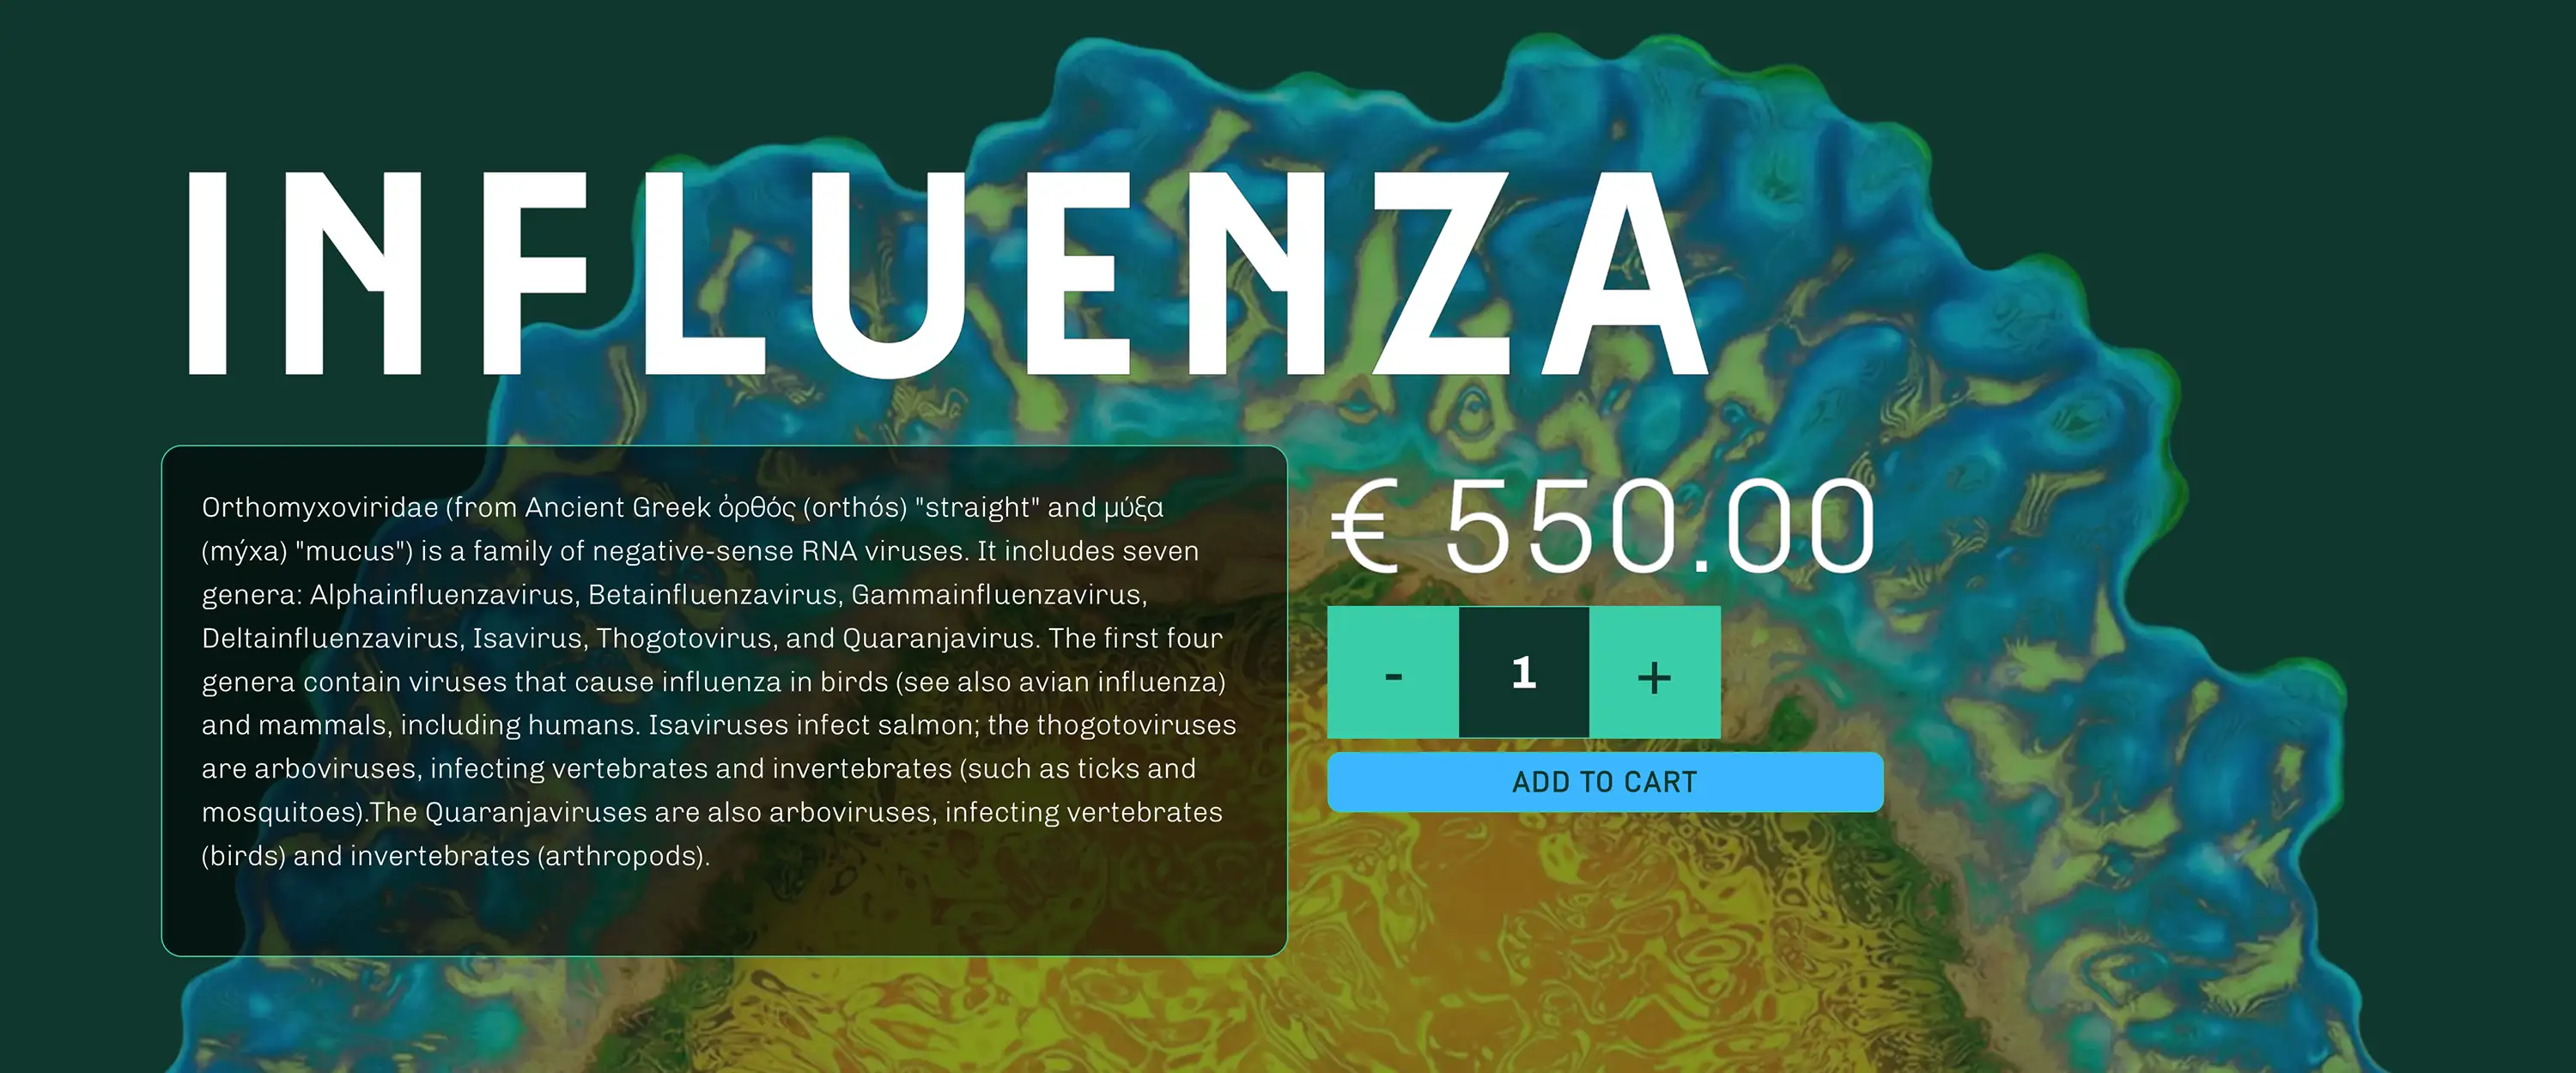 INFLUENZA
Orthomyxoviridae (from Ancient Greek ὀρθός (orthós) "straight" and μύξα
(mýxa) "mucus") is a family of negative-sense RNA viruses. It includes seven
genera: Alphainfluenzavirus, Betainfluenzavirus, Gammainfluenzavirus,
Deltainfluenzavirus, Isavirus, Thogotovirus, and Quaranjavirus. The first four
genera contain viruses that cause influenza in birds (see also avian influenza)
and mammals, including humans. Isaviruses infect salmon; the thogotoviruses
are arboviruses, infecting vertebrates and invertebrates (such as ticks and
mosquitoes).The Quaranjaviruses are also arboviruses, infecting vertebrates
(birds) and invertebrates (arthropods).
€ 550.00
- 1 +
ADD TO CART